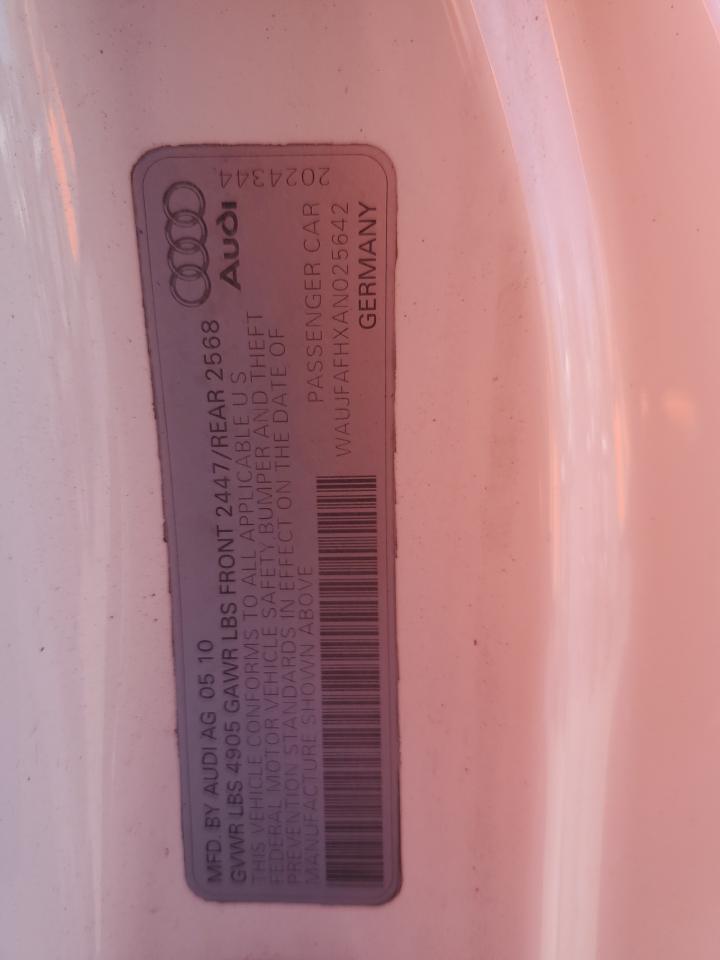 MFD. BY AUDI AG 05 10
GVWR LBS 4905 GAWR LBS FRONT 2447/REAR 2568
THIS VEHICLE CONFORMS TO ALL APPLICABLE U S
FEDERAL MOTOR VEHICLE SAFETY,BUMPER AND THEFT
PREVENTION STANDARDS IN EFFECT ON THE DATE OF
MANUFACTURE SHOWN ABOVE
Audi
2024344
PASSENGER CAR
WAUJFAFHXAN025642
GERMANY